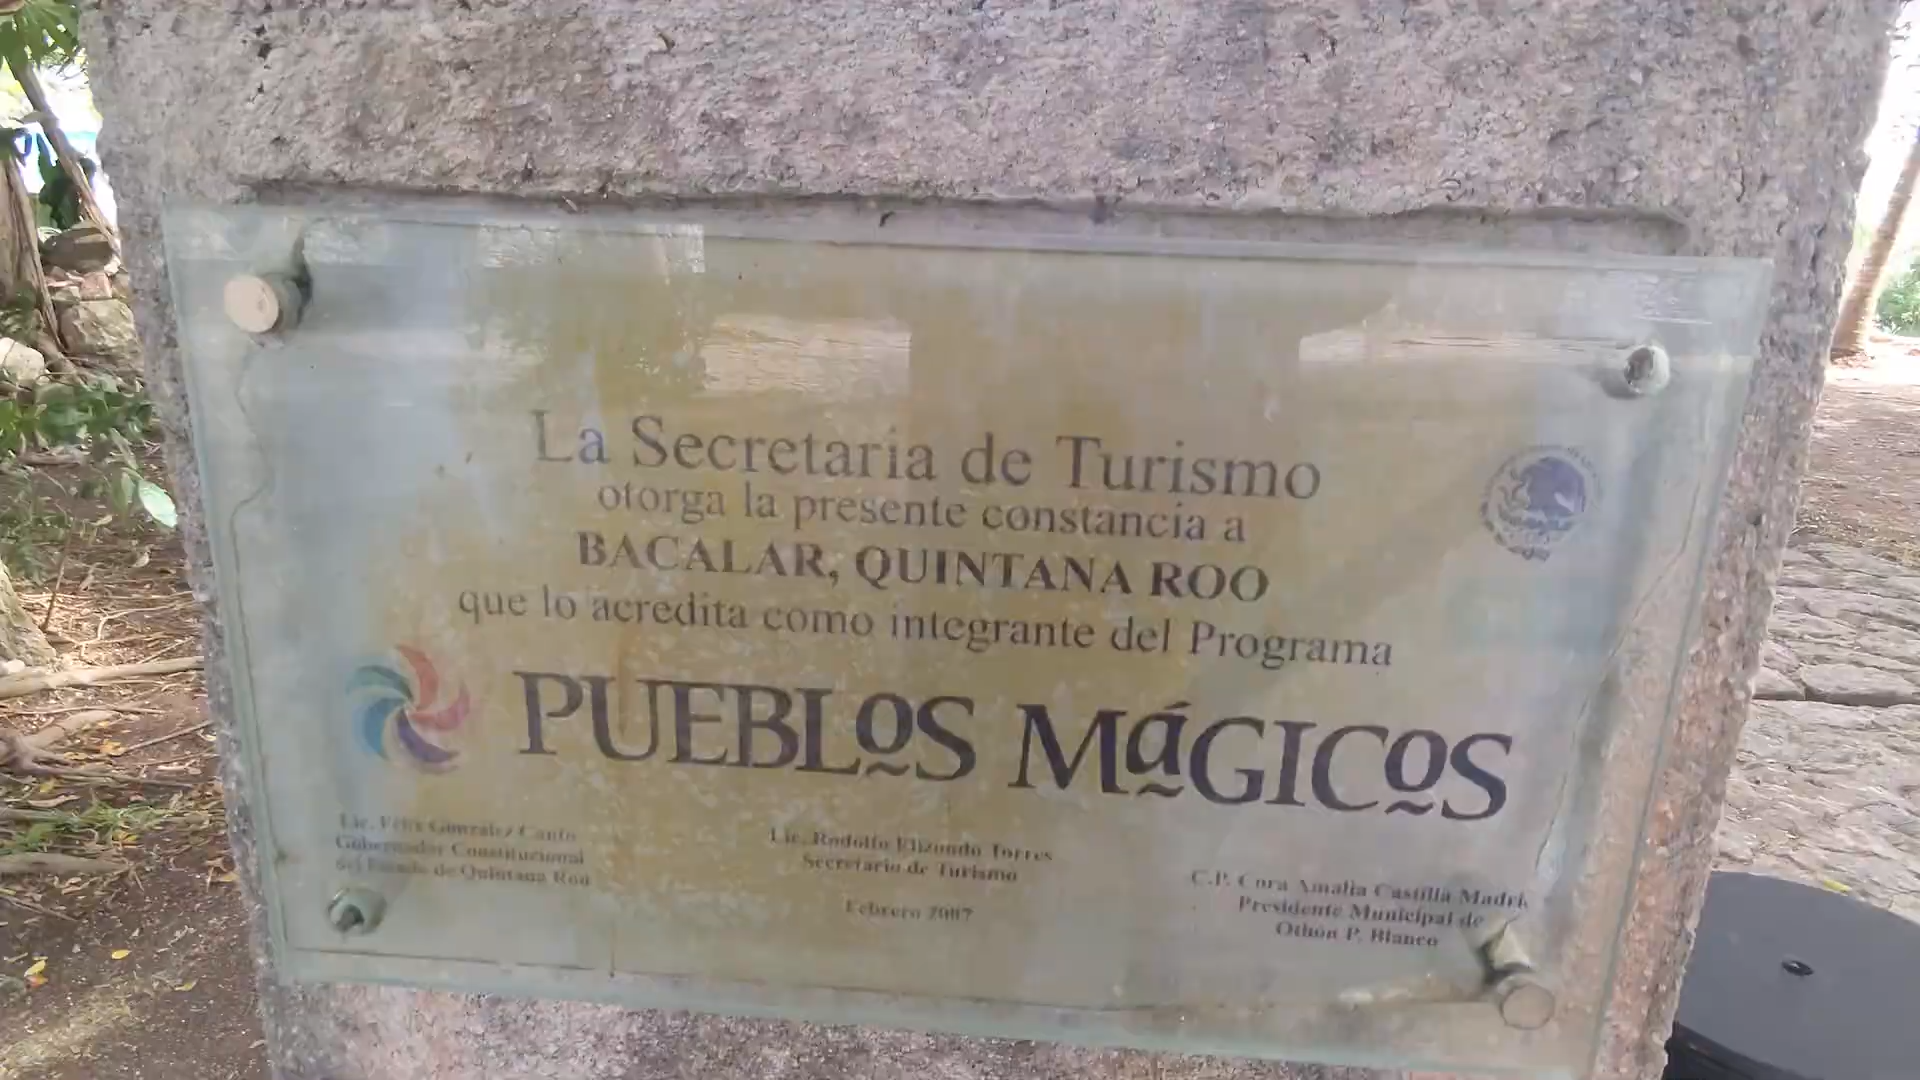 La Secretaria de Turismo
otorga la presente constancia a
BACALAR, QUINTANA ROO
que lo acredita como integrante del Programa
PUEBLOS MÁGICOS
Lic. Félix González Canto
Gobernador Constitucional
del Estado de Quintana Roo
Lic. Rodolfo Elizondo Torres
Secretario de Turismo
Febrero 2007
C.P. Cora Amalia Castilla Madrid
Presidente Municipal de
Othón P. Blanco